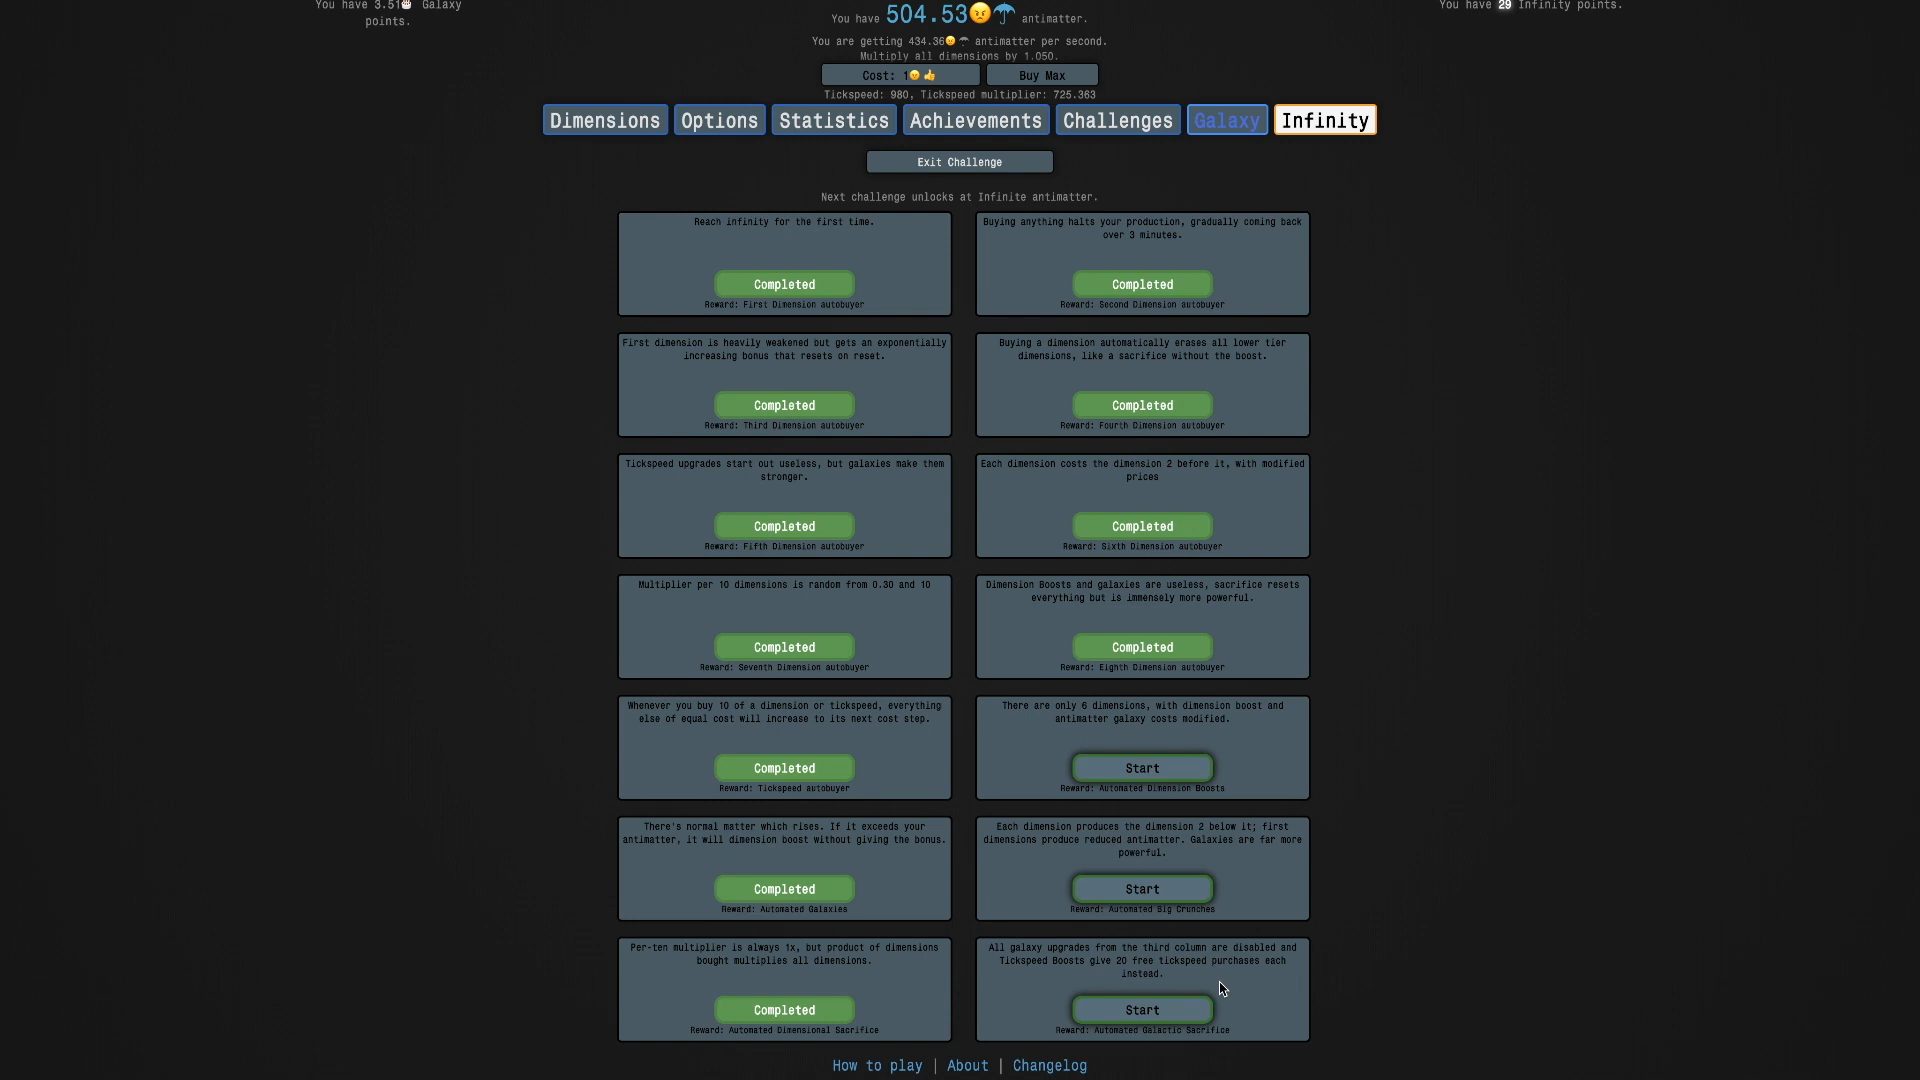 You have 3.51🎂 Galaxy points.
You have 504.53😠☂ antimatter.
You have 29 Infinity points.
You are getting 434.36😠☂ antimatter per second.
Multiply all dimensions by 1.050.
Cost: 1😠👍
Buy Max
Tickspeed: 980, Tickspeed multiplier: 725.363
Dimensions
Options
Statistics
Achievements
Challenges
Galaxy
Infinity
Exit Challenge
Next challenge unlocks at Infinite antimatter.
Reach infinity for the first time.
Completed
Reward: First Dimension autobuyer
Buying anything halts your production, gradually coming back
over 3 minutes.
Completed
Reward: Second Dimension autobuyer
First dimension is heavily weakened but gets an exponentially
increasing bonus that resets on reset.
Completed
Reward: Third Dimension autobuyer
Buying a dimension automatically erases all lower tier
dimensions, like a sacrifice without the boost.
Completed
Reward: Fourth Dimension autobuyer
Tickspeed upgrades start out useless, but galaxies make them
stronger.
Completed
Reward: Fifth Dimension autobuyer
Each dimension costs the dimension 2 before it, with modified
prices
Completed
Reward: Sixth Dimension autobuyer
Multiplier per 10 dimensions is random from 0.30 and 10
Completed
Reward: Seventh Dimension autobuyer
Dimension Boosts and galaxies are useless, sacrifice resets
everything but is immensely more powerful.
Completed
Reward: Eighth Dimension autobuyer
Whenever you buy 10 of a dimension or tickspeed, everything
else of equal cost will increase to its next cost step.
Completed
Reward: Tickspeed autobuyer
There are only 6 dimensions, with dimension boost and
antimatter galaxy costs modified.
Start
Reward: Automated Dimension Boosts
There's normal matter which rises. If it exceeds your
antimatter, it will dimension boost without giving the bonus.
Completed
Reward: Automated Galaxies
Each dimension produces the dimension 2 below it; first
dimensions produce reduced antimatter. Galaxies are far more
powerful.
Start
Reward: Automated Big Crunches
Per-ten multiplier is always 1x, but product of dimensions
bought multiplies all dimensions.
Completed
Reward: Automated Dimensional Sacrifice
All galaxy upgrades from the third column are disabled and
Tickspeed Boosts give 20 free tickspeed purchases each
instead.
Start
Reward: Automated Galactic Sacrifice
How to play | About | Changelog